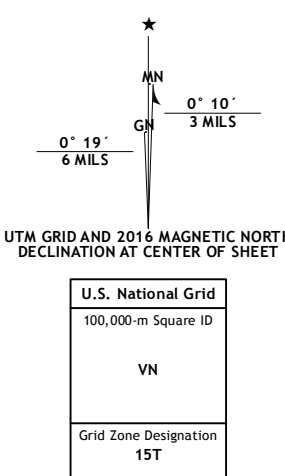 ★
MN
0° 10´
3 MILS
GN
0° 19´
6 MILS
UTM GRID AND 2016 MAGNETIC NORTH
DECLINATION AT CENTER OF SHEET
U.S. National Grid
100,000-m Square ID
VN
Grid Zone Designation
15T